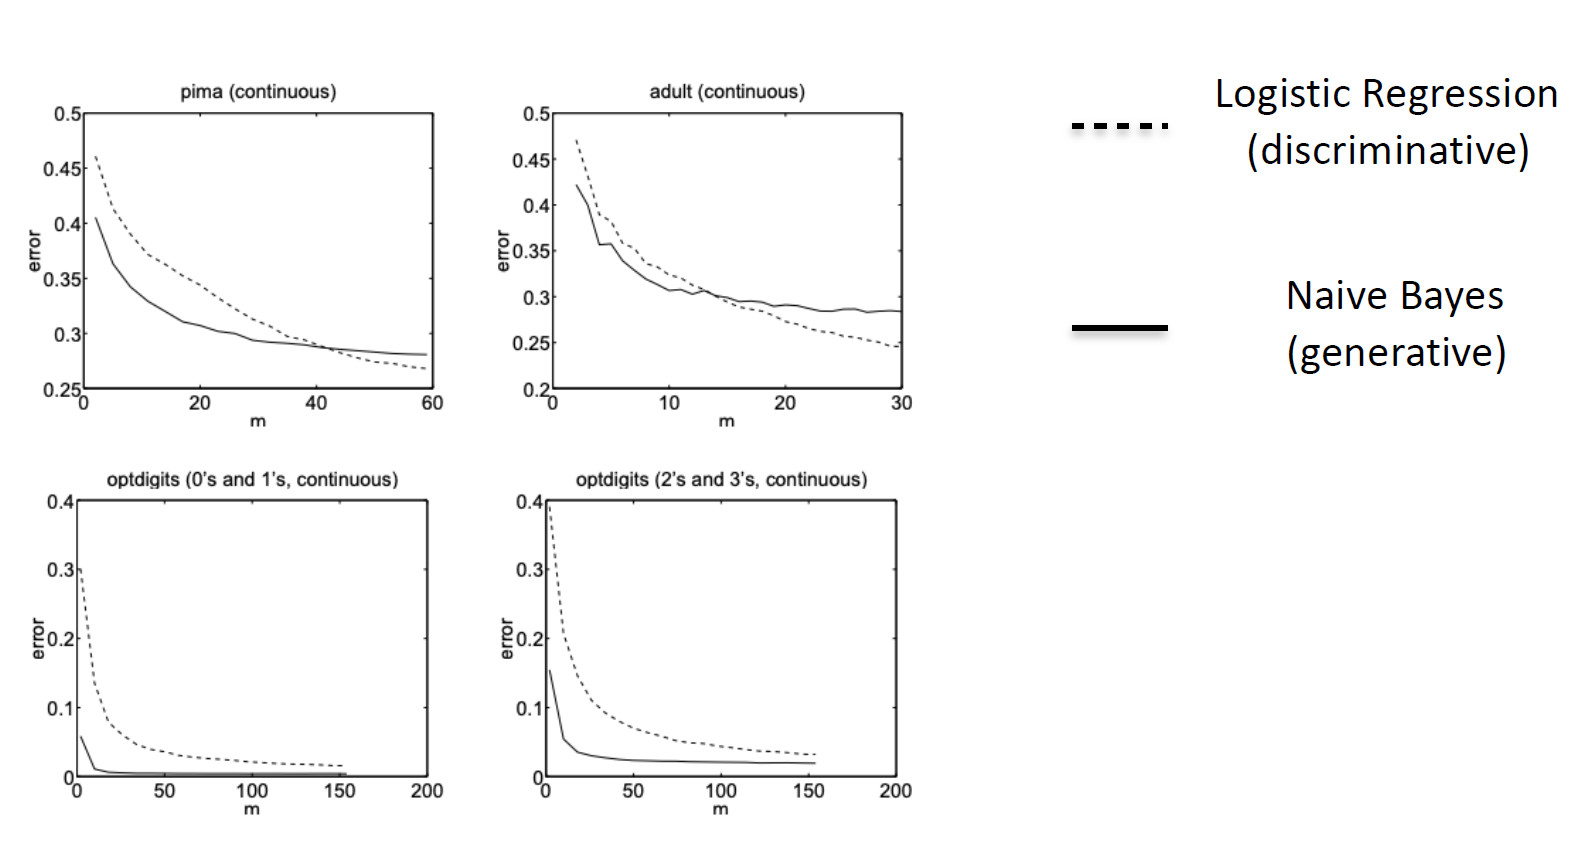 pima (continuous)
0.5
0.45
0.4
0.35
0.3
0.25
error
0
20
40
60
m
adult (continuous)
0.5
0.45
0.4
0.35
0.3
0.25
0.2
error
0
10
20
30
m
optdigits (0's and 1's, continuous)
0.4
0.3
0.2
0.1
0
error
0
50
100
150
200
m
optdigits (2's and 3's, continuous)
0.4
0.3
0.2
0.1
0
error
0
50
100
150
200
m
Logistic Regression
(discriminative)
Naive Bayes
(generative)